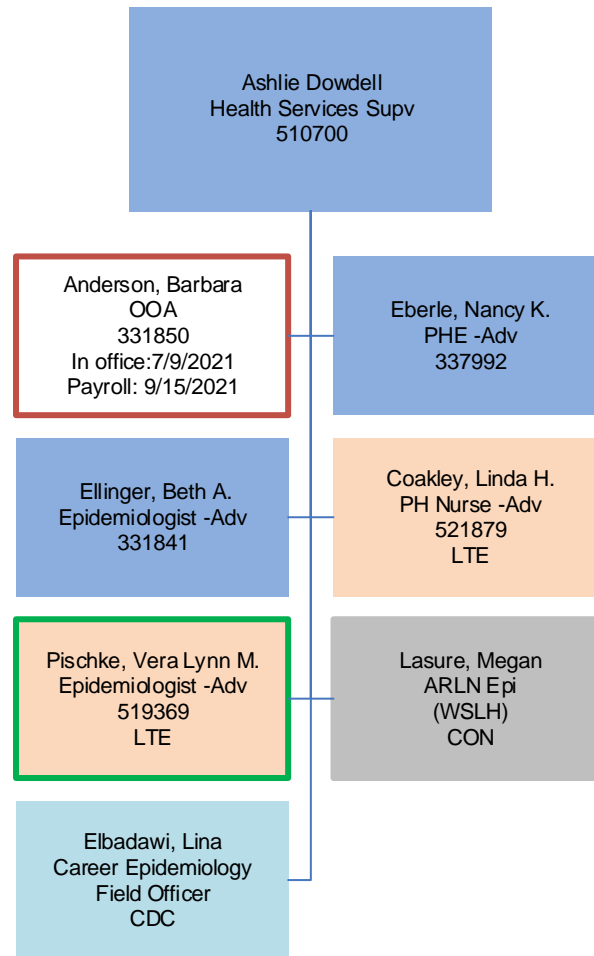 Ashlie Dowdell
Health Services Supv
510700
Anderson, Barbara
OOA
331850
In office:7/9/2021
Payroll: 9/15/2021
Eberle, Nancy K.
PHE -Adv
337992
Ellinger, Beth A.
Epidemiologist -Adv
331841
Coakley, Linda H.
PH Nurse -Adv
521879
LTE
Pischke, Vera Lynn M.
Epidemiologist -Adv
519369
LTE
Lasure, Megan
ARLN Epi
(WSLH)
CON
Elbadawi, Lina
Career Epidemiology
Field Officer
CDC